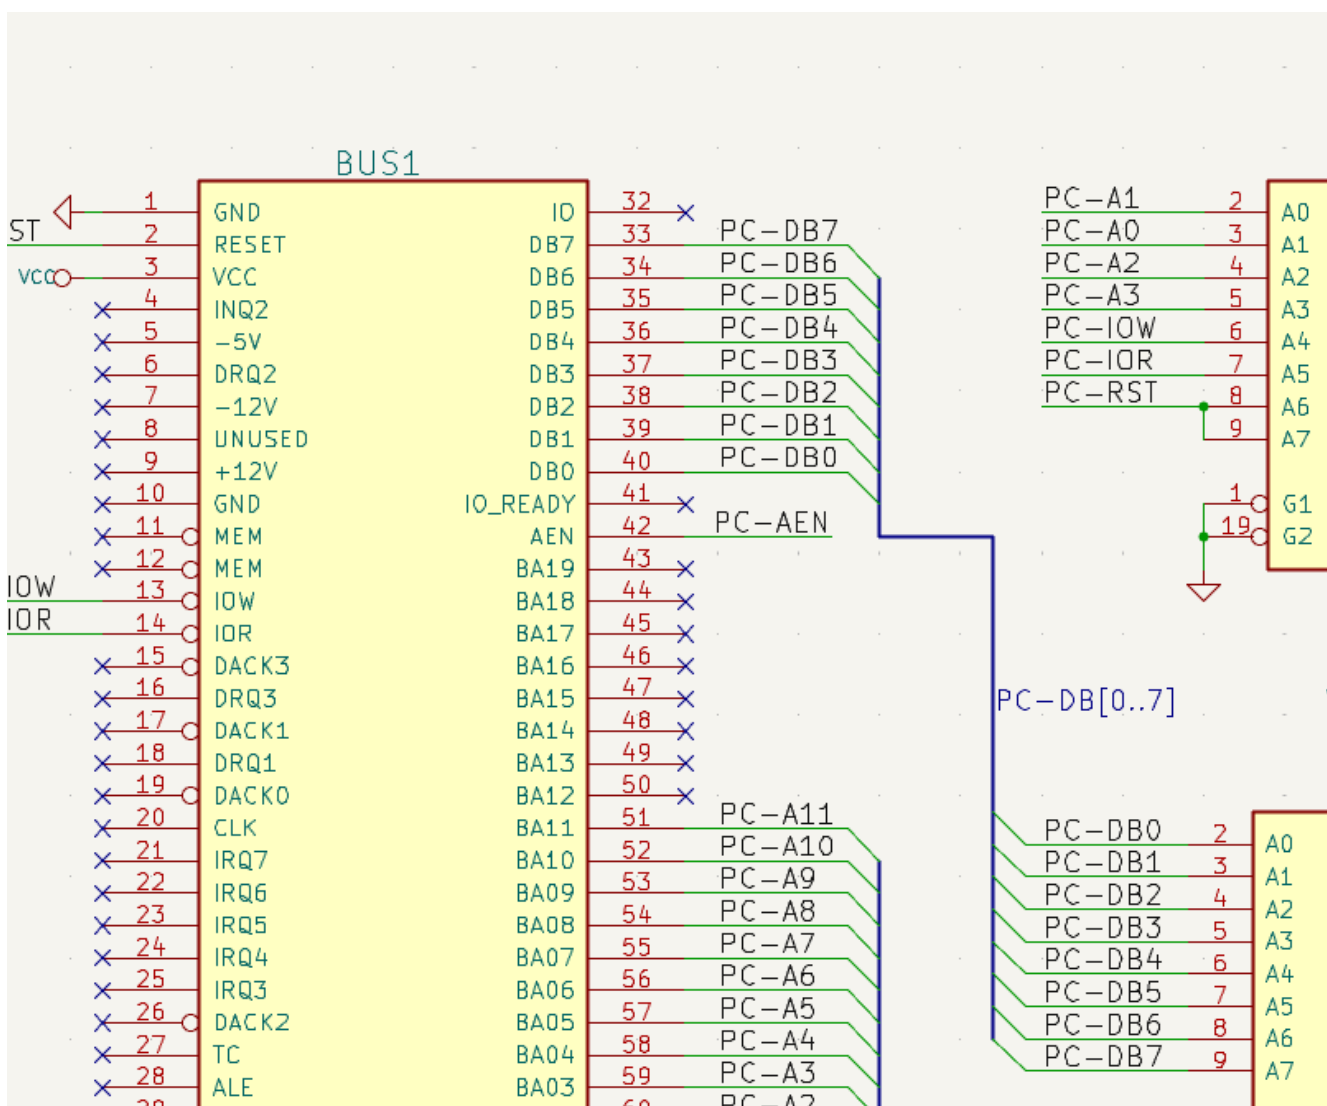 BUS1
1 GND IO 32
ST 2 RESET DB7 33 PC-DB7
VCC 3 VCC DB6 34 PC-DB6
4 INQ2 DB5 35 PC-DB5
5 -5V DB4 36 PC-DB4
6 DRQ2 DB3 37 PC-DB3
7 -12V DB2 38 PC-DB2
8 UNUSED DB1 39 PC-DB1
9 +12V DB0 40 PC-DB0
10 GND IO_READY 41
11 MEM AEN 42 PC-AEN
12 MEM BA19 43
IOW 13 IOW BA18 44
IOR 14 IOR BA17 45
15 DACK3 BA16 46
16 DRQ3 BA15 47
17 DACK1 BA14 48
18 DRQ1 BA13 49
19 DACK0 BA12 50
20 CLK BA11 51 PC-A11
21 IRQ7 BA10 52 PC-A10
22 IRQ6 BA09 53 PC-A9
23 IRQ5 BA08 54 PC-A8
24 IRQ4 BA07 55 PC-A7
25 IRQ3 BA06 56 PC-A6
26 DACK2 BA05 57 PC-A5
27 TC BA04 58 PC-A4
28 ALE BA03 59 PC-A3
PC-A1 2 A0
PC-A0 3 A1
PC-A2 4 A2
PC-A3 5 A3
PC-IOW 6 A4
PC-IOR 7 A5
PC-RST 8 A6
9 A7
1 G1
19 G2
PC-DB[0..7]
PC-DB0 2 A0
PC-DB1 3 A1
PC-DB2 4 A2
PC-DB3 5 A3
PC-DB4 6 A4
PC-DB5 7 A5
PC-DB6 8 A6
PC-DB7 9 A7